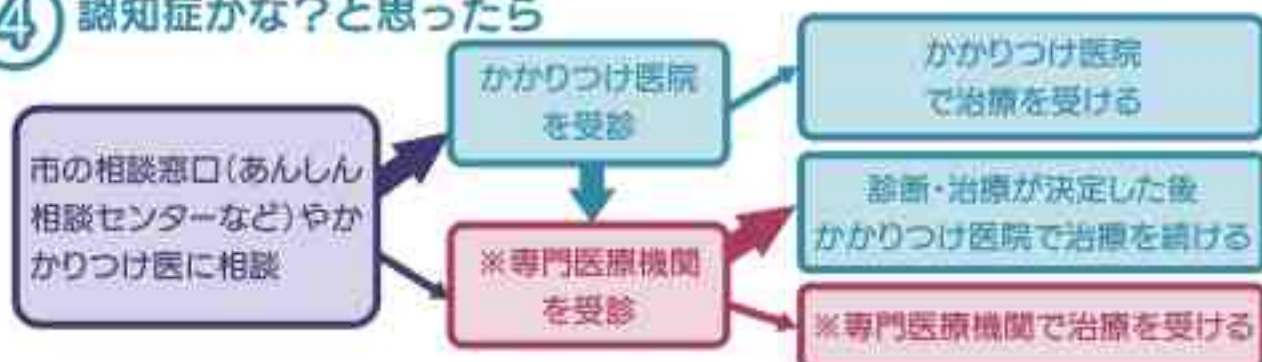 ④ 認知症かな？と思ったら
市の相談窓口(あんしん
相談センターなど)やか
かりつけ医に相談
かかりつけ医院
を受診
※専門医療機関
を受診
かかりつけ医院
で治療を受ける
診断・治療が決定した後
かかりつけ医院で治療を続ける
※専門医療機関で治療を受ける